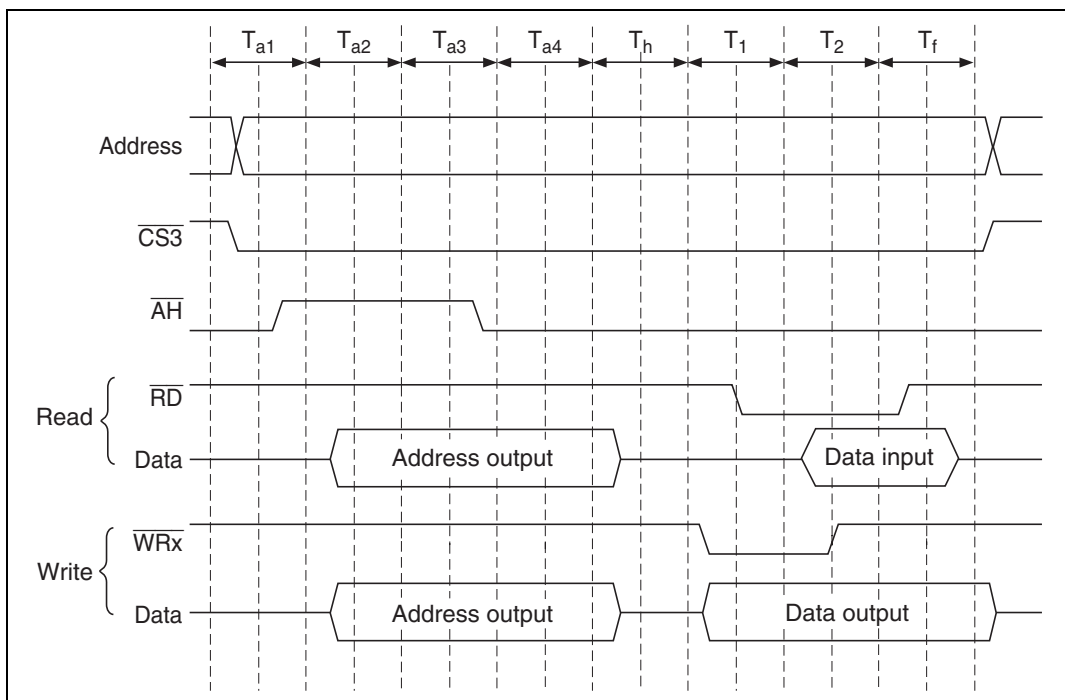 Ta1 Ta2 Ta3 Ta4 Th T1 T2 Tf
Address
CS3
AH
Read
RD
Data Address output Data input
Write
WRx
Data Address output Data output